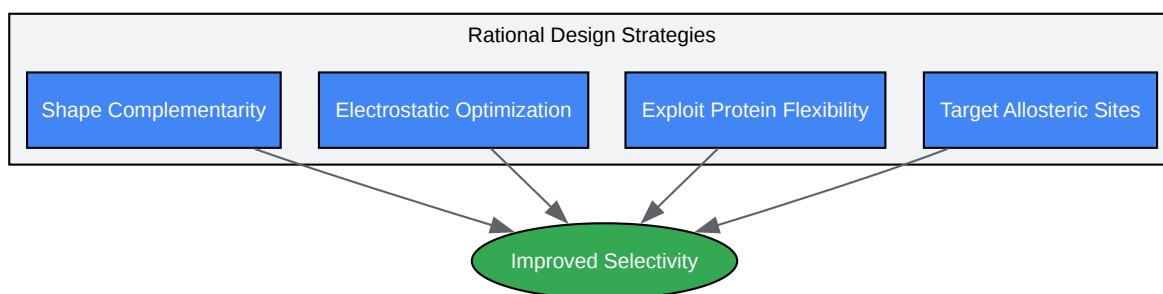 Rational Design Strategies
Shape Complementarity
Electrostatic Optimization
Exploit Protein Flexibility
Target Allosteric Sites
Improved Selectivity